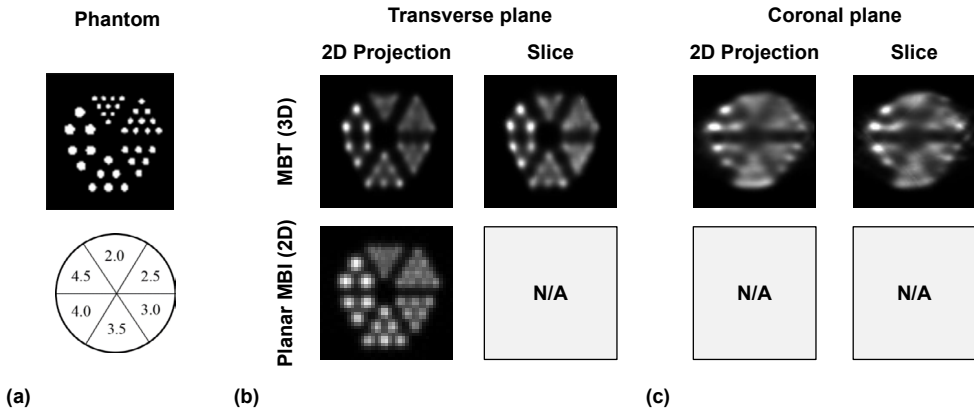 Phantom
Transverse plane
Coronal plane
2D Projection
Slice
2D Projection
Slice
MBT (3D)
Planar MBI (2D)
2.0
4.5
2.5
4.0
3.0
3.5
N/A
N/A
N/A
(a)
(b)
(c)